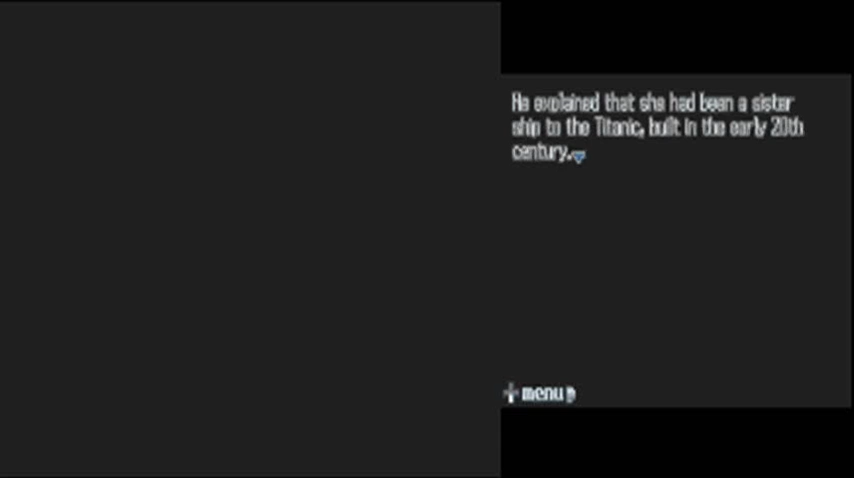 He explained that she had been a sister
ship to the Titanic, built in the early 20th
century.
menu